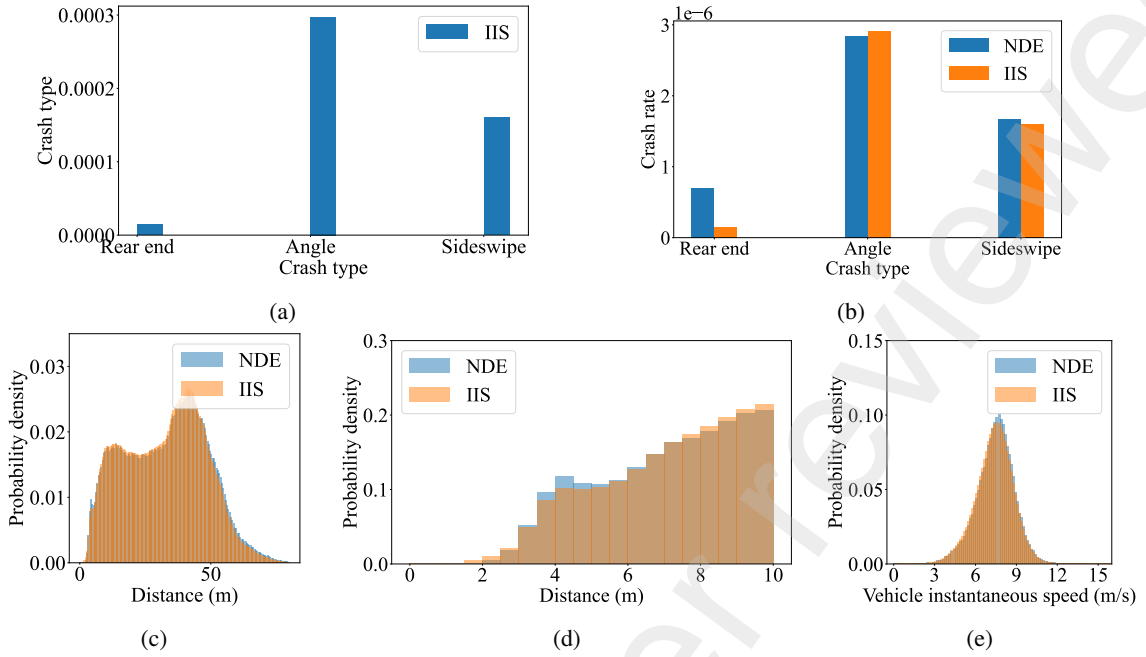 0.0003
0.0002
0.0001
0.0000
Crash type
IIS
Rear end
Angle
Sideswipe
Crash type
(a)
1e−6
3
2
1
0
Crash rate
NDE
IIS
Rear end
Angle
Sideswipe
Crash type
(b)
0.03
0.02
0.01
0.00
Probability density
NDE
IIS
0
50
Distance (m)
(c)
0.3
0.2
0.1
0.0
Probability density
NDE
IIS
0
2
4
6
8
10
Distance (m)
(d)
0.15
0.10
0.05
0.00
Probability density
NDE
IIS
0
3
6
9
12
15
Vehicle instantaneous speed (m/s)
(e)
er reviewe